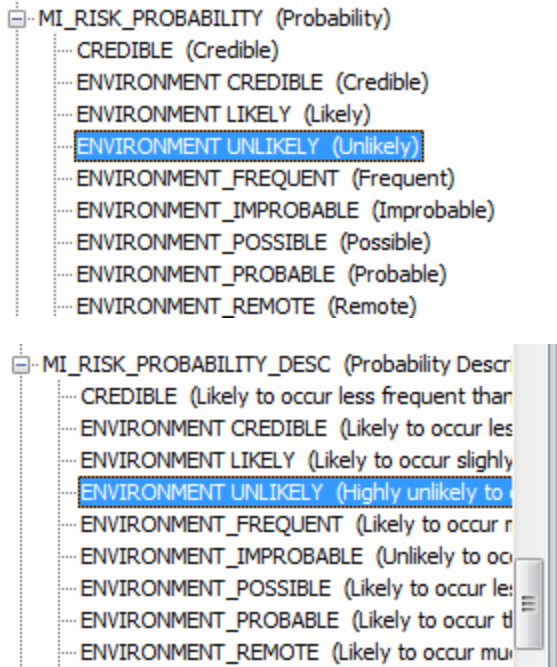 MI_RISK_PROBABILITY (Probability)
CREDIBLE (Credible)
ENVIRONMENT CREDIBLE (Credible)
ENVIRONMENT LIKELY (Likely)
ENVIRONMENT UNLIKELY (Unlikely)
ENVIRONMENT_FREQUENT (Frequent)
ENVIRONMENT_IMPROBABLE (Improbable)
ENVIRONMENT_POSSIBLE (Possible)
ENVIRONMENT_PROBABLE (Probable)
ENVIRONMENT_REMOTE (Remote)
MI_RISK_PROBABILITY_DESC (Probability Descri
CREDIBLE (Likely to occur less frequent than
ENVIRONMENT CREDIBLE (Likely to occur les
ENVIRONMENT LIKELY (Likely to occur slighly
ENVIRONMENT UNLIKELY (Highly unlikely to
ENVIRONMENT_FREQUENT (Likely to occur
ENVIRONMENT_IMPROBABLE (Unlikely to occ
ENVIRONMENT_POSSIBLE (Likely to occur les
ENVIRONMENT_PROBABLE (Likely to occur t
ENVIRONMENT_REMOTE (Likely to occur mu